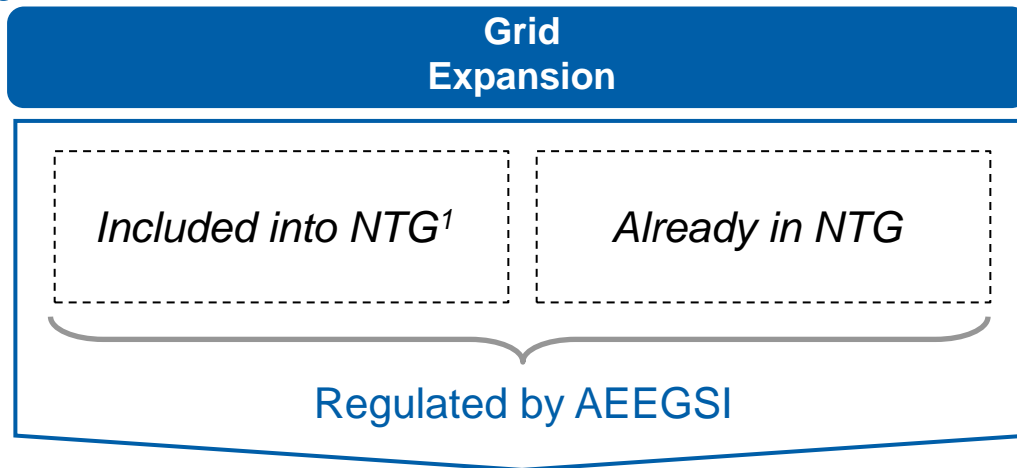 Grid
Expansion
Included into NTG¹
Already in NTG
Regulated by AEEGSI